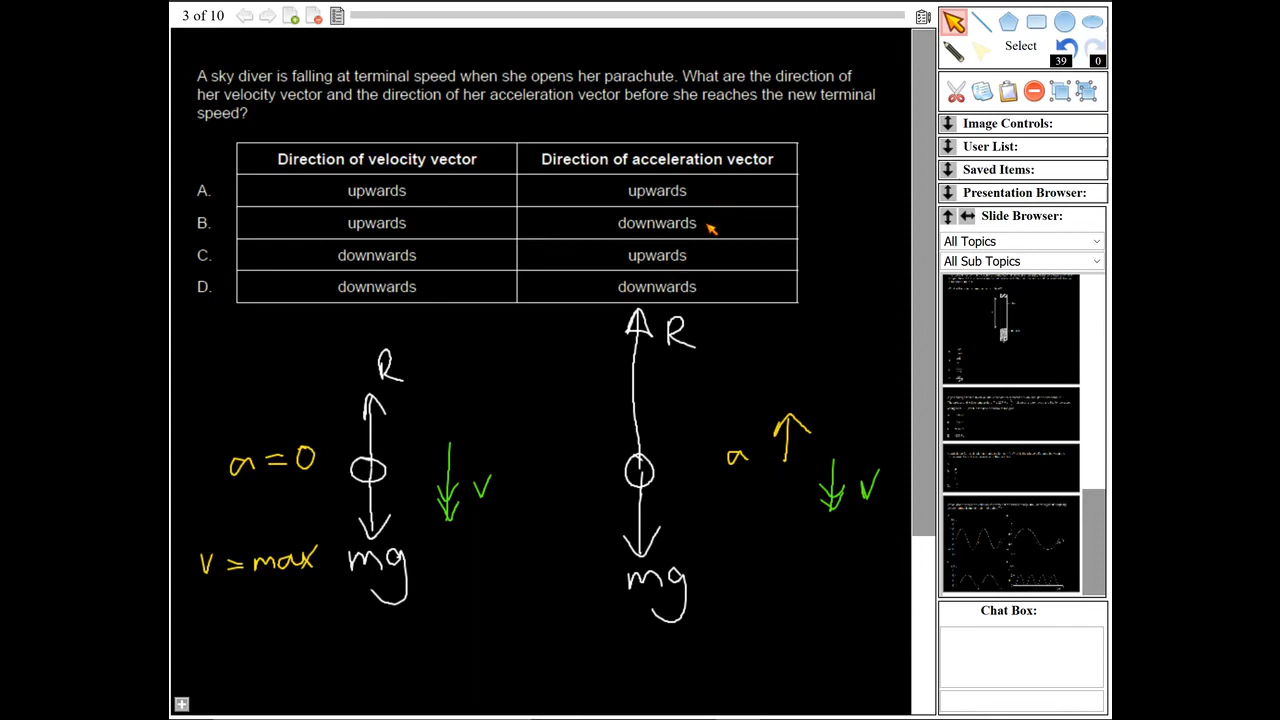 3 of 10
A sky diver is falling at terminal speed when she opens her parachute. What are the direction of
her velocity vector and the direction of her acceleration vector before she reaches the new terminal
speed?
Direction of velocity vector Direction of acceleration vector
A. upwards upwards
B. upwards downwards
C. downwards upwards
D. downwards downwards
R R
a = 0 v a v
v = max mg mg
Select
39 0
Image Controls:
User List:
Saved Items:
Presentation Browser:
Slide Browser:
All Topics
All Sub Topics
Chat Box: